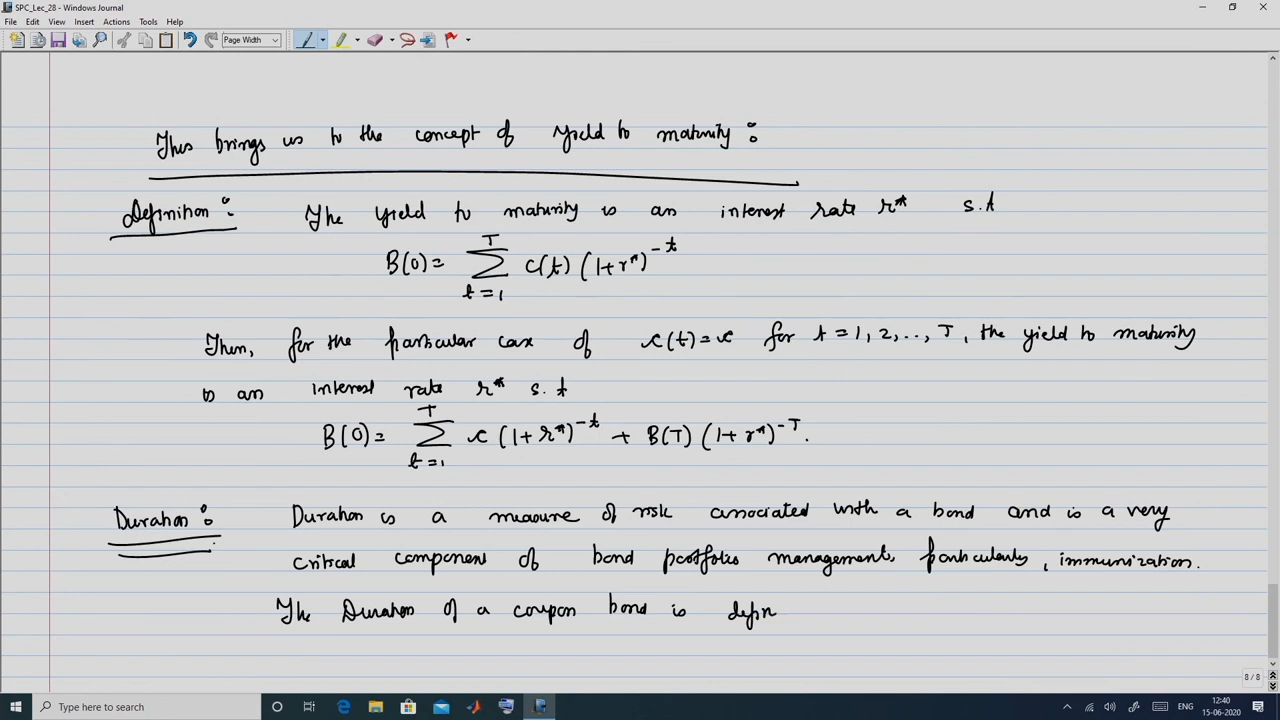 SPC_Lec_28 - Windows Journal
File Edit View Insert Actions Tools Help
Page Width
This brings us to the concept of Yield to maturity :
Definition : The yield to maturity is an interest rate r* s.t
B(0) = \sum_{t=1}^{T} C(t) (1+r*)^{-t}
Then, for the particular case of c(t) = c for t = 1, 2, .., T, the yield to maturity
is an interest rate r* s.t
B(0) = \sum_{t=1}^{T} c (1+r*)^{-t} + B(T) (1+r*)^{-T}.
Duration : Duration is a measure of risk associated with a bond and is a very
critical component of bond portfolio management, particularly, immunization.
The Duration of a coupon bond is defin
8 / 8
Type here to search
ENG
12:40
15-06-2020